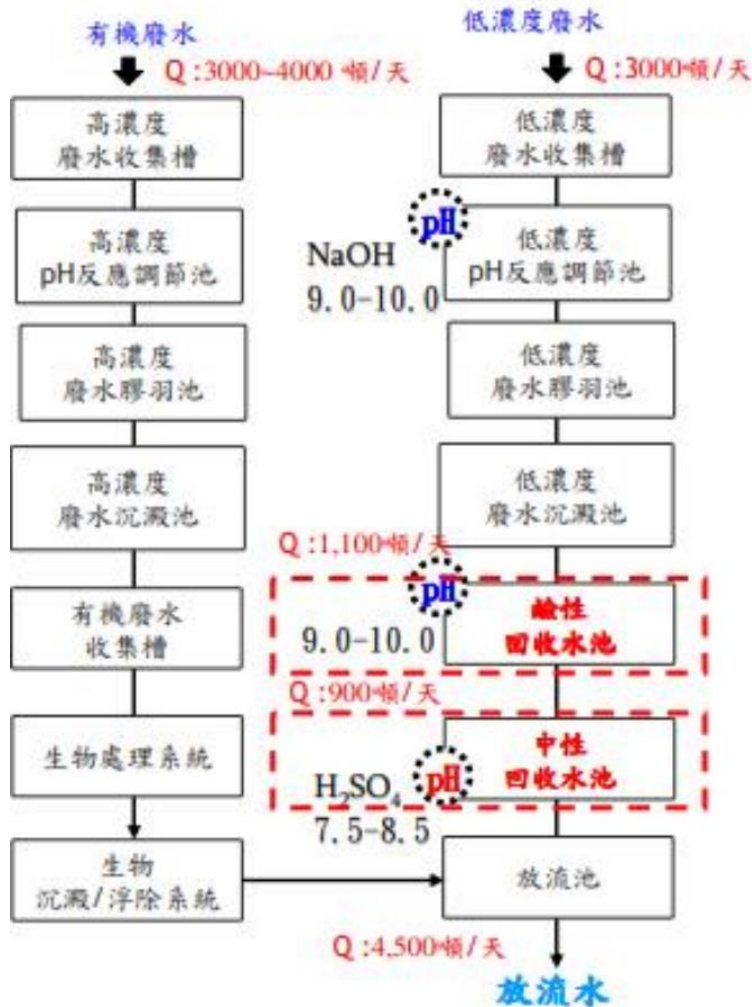 有機廢水
Q:3000~4000噸/天
高濃度
廢水收集槽
高濃度
pH反應調節池
高濃度
廢水膠羽池
高濃度
廢水沉澱池
有機廢水
收集槽
生物處理系統
生物
沉澱/浮除系統
低濃度廢水
Q:3000噸/天
低濃度
廢水收集槽
pH
NaOH
9.0-10.0
低濃度
pH反應調節池
低濃度
廢水膠羽池
低濃度
廢水沉澱池
Q:1,100噸/天
pH
9.0-10.0
鹼性
回收水池
Q:900噸/天
中性
回收水池
pH
H₂SO₄
7.5-8.5
放流池
Q:4,500噸/天
放流水